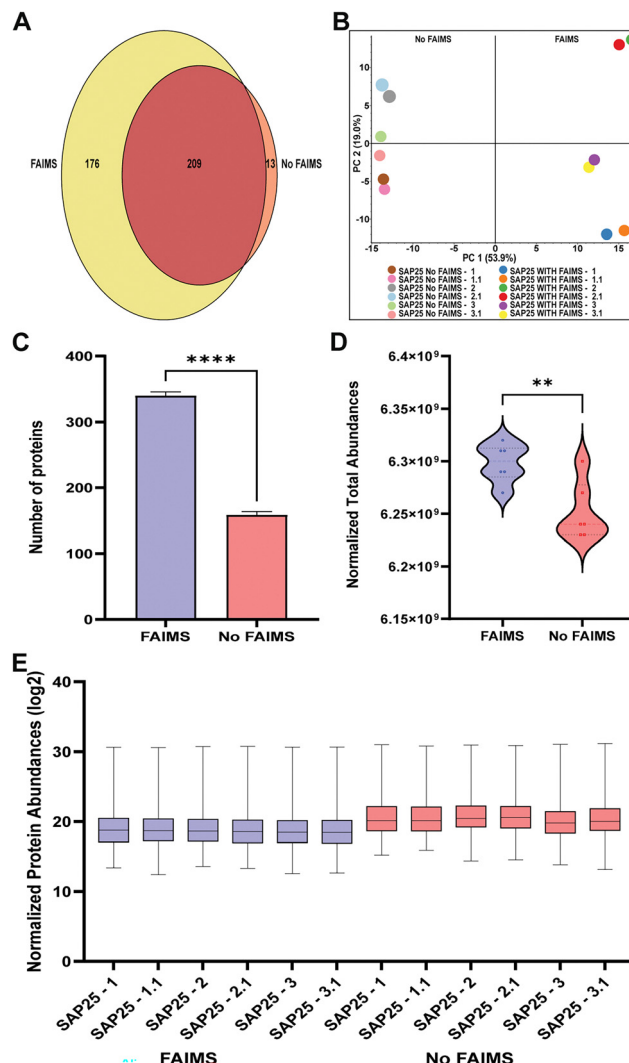 A
FAIMS
176
209
13
No FAIMS
B
No FAIMS
FAIMS
PC 2 (19.0%)
10
5
0
-5
-10
-15
-10
-5
0
5
10
15
PC 1 (53.9%)
SAP25 No FAIMS - 1
SAP25 No FAIMS - 1.1
SAP25 No FAIMS - 2
SAP25 No FAIMS - 2.1
SAP25 No FAIMS - 3
SAP25 No FAIMS - 3.1
SAP25 WITH FAIMS - 1
SAP25 WITH FAIMS - 1.1
SAP25 WITH FAIMS - 2
SAP25 WITH FAIMS - 2.1
SAP25 WITH FAIMS - 3
SAP25 WITH FAIMS - 3.1
C
Number of proteins
400
300
200
100
0
****
FAIMS
No FAIMS
D
Normalized Total Abundances
6.4×10⁹
6.35×10⁹
6.3×10⁹
6.25×10⁹
6.2×10⁹
6.15×10⁹
**
FAIMS
No FAIMS
E
Normalized Protein Abundances (log2)
40
30
20
10
0
SAP25 - 1
SAP25 - 1.1
SAP25 - 2
SAP25 - 2.1
SAP25 - 3
SAP25 - 3.1
SAP25 - 1
SAP25 - 1.1
SAP25 - 2
SAP25 - 2.1
SAP25 - 3
SAP25 - 3.1
FAIMS
No FAIMS